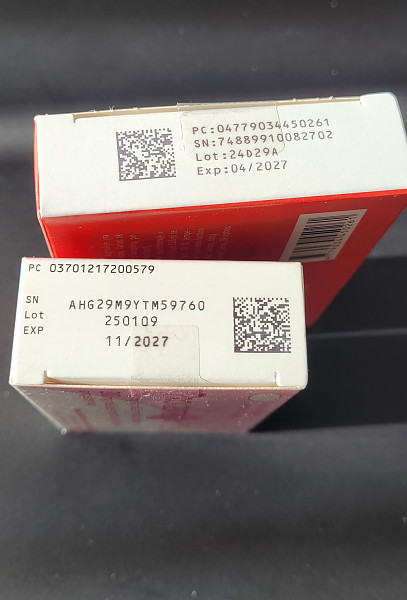 PC:04779034450261
SN:74889910082702
Lot:24D29A
Exp:04/2027
PC 03701217200579
SN AHG29M9YTM59760
Lot 250109
EXP 11/2027